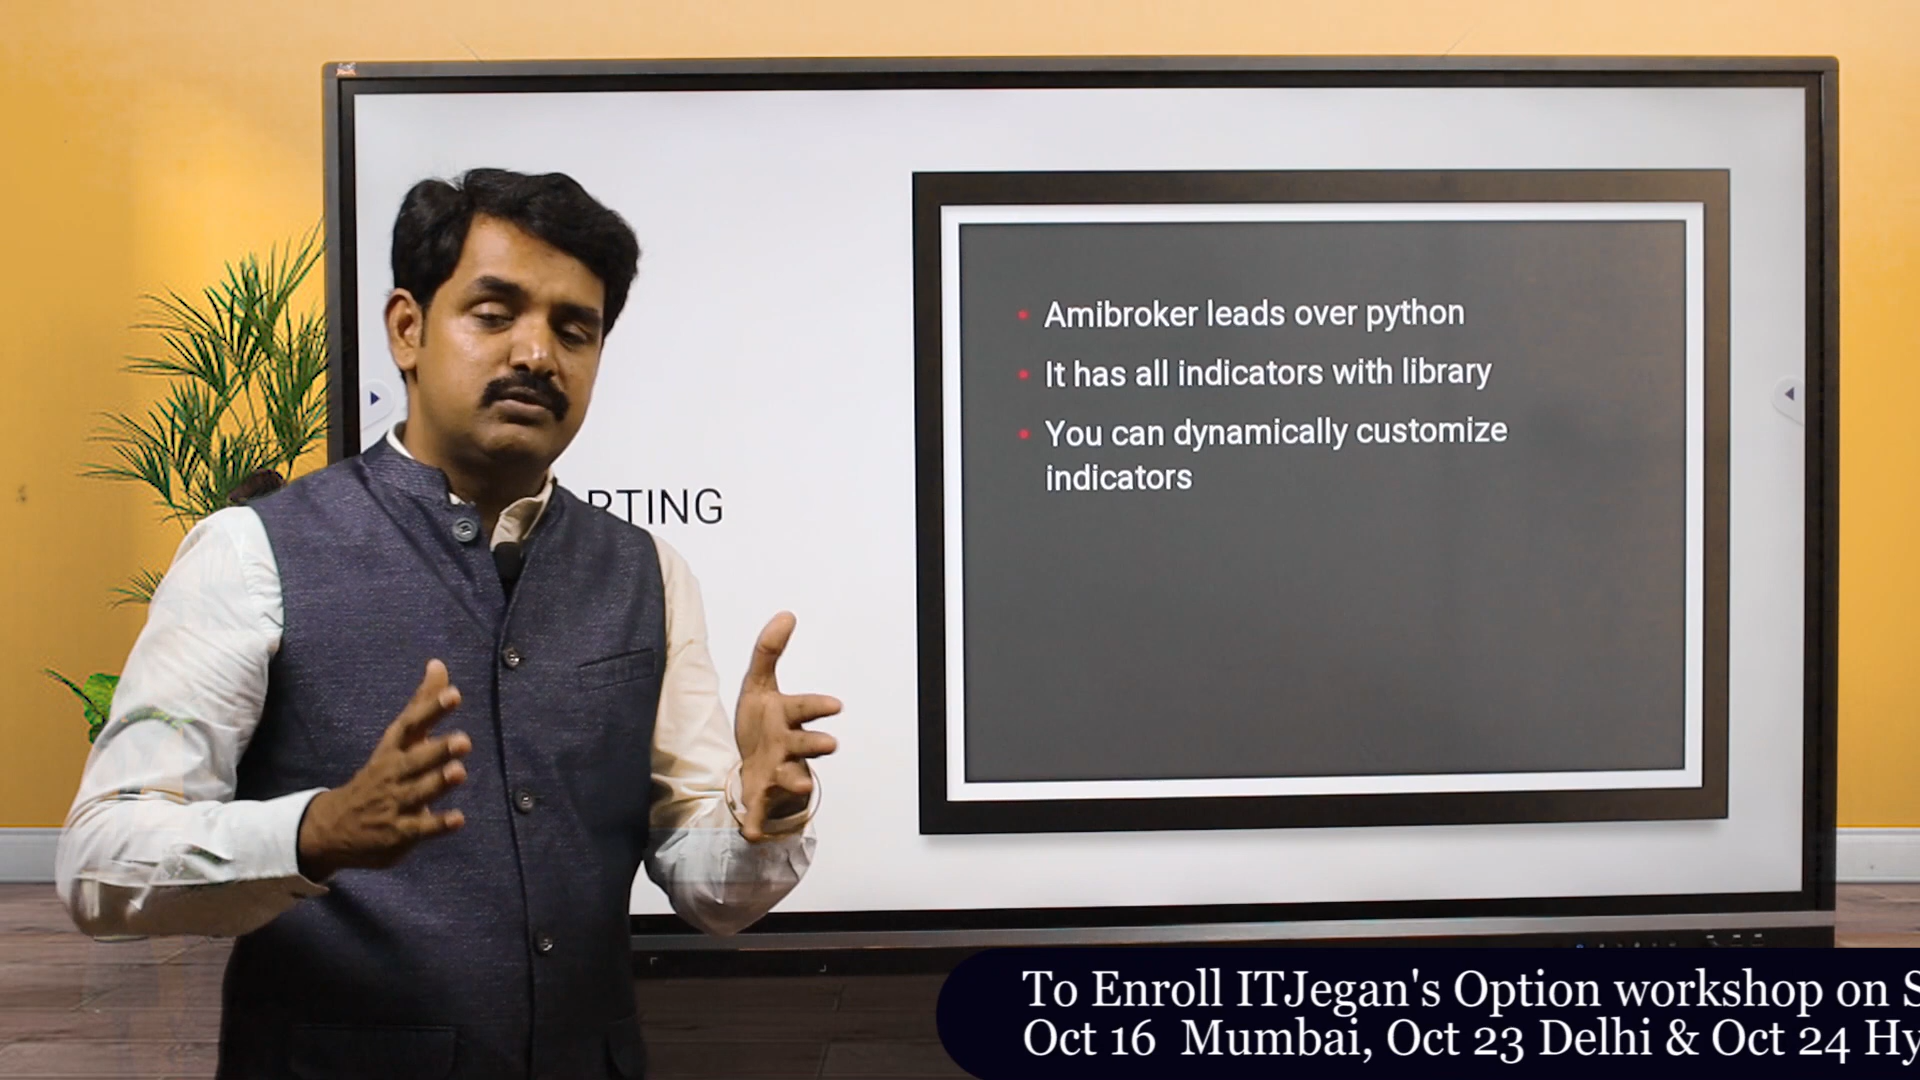 RTING
• Amibroker leads over python
• It has all indicators with library
• You can dynamically customize
indicators
To Enroll ITJegan's Option workshop on S
Oct 16 Mumbai, Oct 23 Delhi & Oct 24 Hy